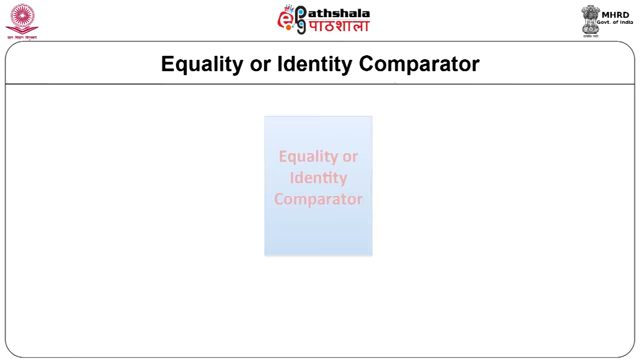 Pathshala
पाठशाला
MHRD
Govt. of India
Equality or Identity Comparator
Equality or
Identity
Comparator